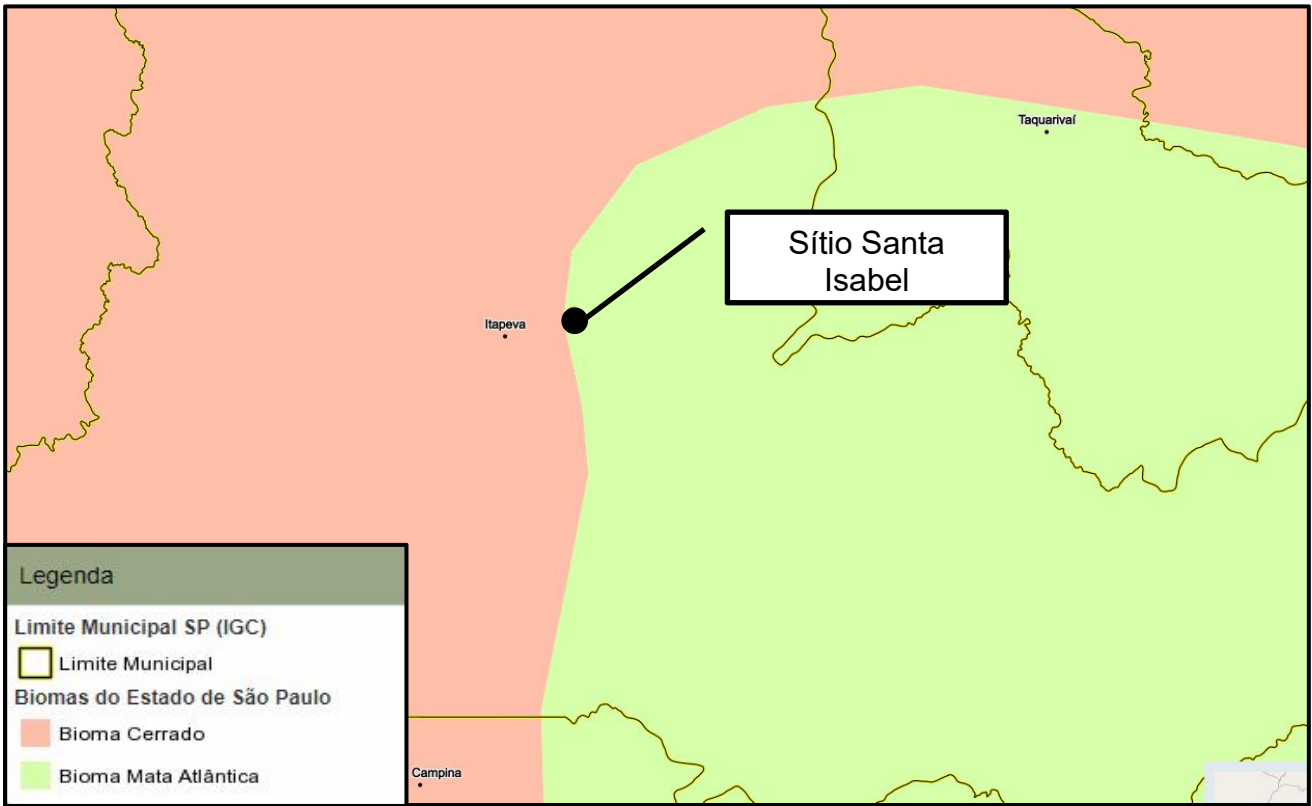 Taquarivaí
Sítio Santa
Isabel
Itapeva
Legenda
Limite Municipal SP (IGC)
Limite Municipal
Biomas do Estado de São Paulo
Bioma Cerrado
Bioma Mata Atlântica
Campina